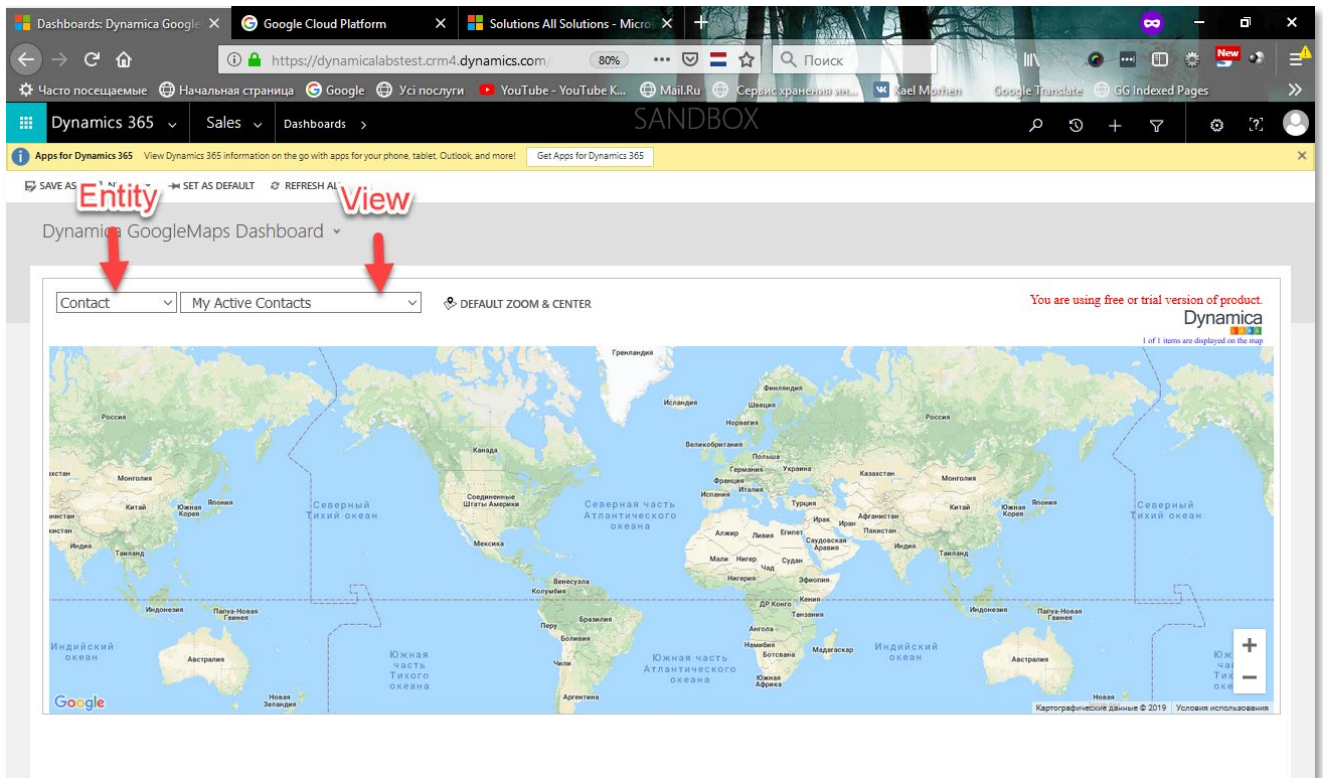 Dashboards: Dynamica Google
Google Cloud Platform
Solutions All Solutions - Micros
https://dynamicalabstest.crm4.dynamics.com/
80%
Поиск
New
Часто посещаемые
Начальная страница
Google
Усі послуги
YouTube - YouTube K...
Mail.Ru
Сервис хранения
Google Translate
GG Indexed Pages
Dynamics 365
Sales
Dashboards
SANDBOX
Apps for Dynamics 365
View Dynamics 365 information on the go with apps for your phone, tablet, Outlook, and more!
Get Apps for Dynamics 365
SAVE AS
SET AS DEFAULT
REFRESH ALL
Entity
View
Dynamica GoogleMaps Dashboard
Contact
My Active Contacts
DEFAULT ZOOM & CENTER
You are using free or trial version of product.
Dynamica
1 of 1 items are displayed on the map
Гренландия
Финляндия
Исландия
Швеция
Норвегия
Россия
Россия
Великобритания
Канада
Польша
Германия
Украина
Казахстан
Монголия
Монголия
Франция
Италия
Испания
Турция
Соединенные
Штаты Америки
Китай
Южная
Корея
Япония
Северный
Тихий океан
Северная часть
Атлантического
океана
Ирак
Иран
Афганистан
Пакистан
Китай
Южная
Корея
Япония
Северный
Тихий океан
Алжир
Ливия
Египет
Саудовская
Аравия
Индия
Таиланд
Мексика
Индия
Таиланд
Мали
Нигер
Чад
Судан
Нигерия
Эфиопия
Венесуэла
Колумбия
ДР Конго
Кения
Танзания
Индонезия
Папуа-Новая
Гвинея
Перу
Бразилия
Индонезия
Папуа-Новая
Гвинея
Ангола
Боливия
Намибия
Ботсвана
Мадагаскар
Индийский
океан
Индийский
океан
Австралия
Южная
часть
Тихого
океана
Чили
Южная часть
Атлантического
океана
Южная
Африка
Австралия
Аргентина
Новая
Зеландия
Новая
Google
Картографические данные © 2019
Условия использования